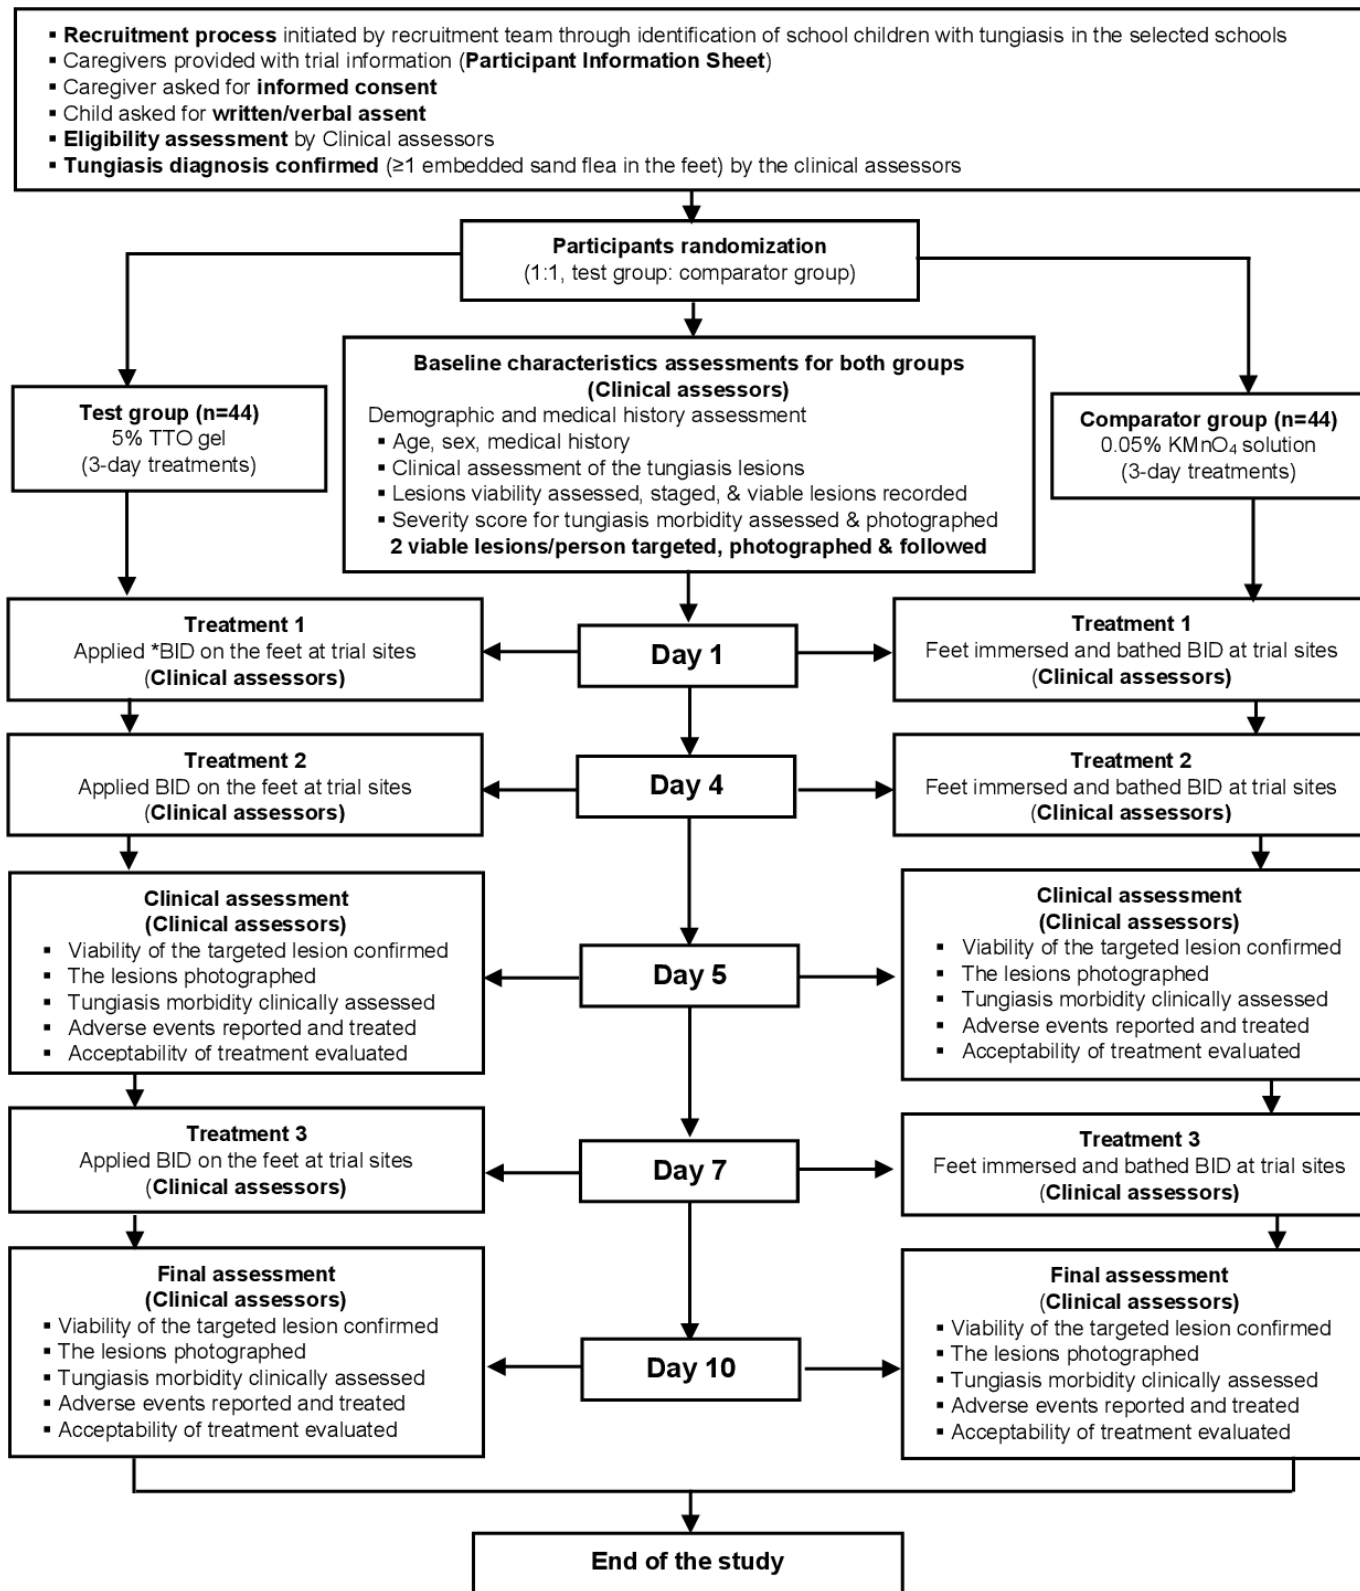 ▪ Recruitment process initiated by recruitment team through identification of school children with tungiasis in the selected schools
▪ Caregivers provided with trial information (Participant Information Sheet)
▪ Caregiver asked for informed consent
▪ Child asked for written/verbal assent
▪ Eligibility assessment by Clinical assessors
▪ Tungiasis diagnosis confirmed (≥1 embedded sand flea in the feet) by the clinical assessors
Participants randomization
(1:1, test group: comparator group)
Test group (n=44)
5% TTO gel
(3-day treatments)
Baseline characteristics assessments for both groups
(Clinical assessors)
Demographic and medical history assessment
▪ Age, sex, medical history
▪ Clinical assessment of the tungiasis lesions
▪ Lesions viability assessed, staged, & viable lesions recorded
▪ Severity score for tungiasis morbidity assessed & photographed
2 viable lesions/person targeted, photographed & followed
Comparator group (n=44)
0.05% KMnO₄ solution
(3-day treatments)
Treatment 1
Applied *BID on the feet at trial sites
(Clinical assessors)
Day 1
Treatment 1
Feet immersed and bathed BID at trial sites
(Clinical assessors)
Treatment 2
Applied BID on the feet at trial sites
(Clinical assessors)
Day 4
Treatment 2
Feet immersed and bathed BID at trial sites
(Clinical assessors)
Clinical assessment
(Clinical assessors)
▪ Viability of the targeted lesion confirmed
▪ The lesions photographed
▪ Tungiasis morbidity clinically assessed
▪ Adverse events reported and treated
▪ Acceptability of treatment evaluated
Day 5
Clinical assessment
(Clinical assessors)
▪ Viability of the targeted lesion confirmed
▪ The lesions photographed
▪ Tungiasis morbidity clinically assessed
▪ Adverse events reported and treated
▪ Acceptability of treatment evaluated
Treatment 3
Applied BID on the feet at trial sites
(Clinical assessors)
Day 7
Treatment 3
Feet immersed and bathed BID at trial sites
(Clinical assessors)
Final assessment
(Clinical assessors)
▪ Viability of the targeted lesion confirmed
▪ The lesions photographed
▪ Tungiasis morbidity clinically assessed
▪ Adverse events reported and treated
▪ Acceptability of treatment evaluated
Day 10
Final assessment
(Clinical assessors)
▪ Viability of the targeted lesion confirmed
▪ The lesions photographed
▪ Tungiasis morbidity clinically assessed
▪ Adverse events reported and treated
▪ Acceptability of treatment evaluated
End of the study